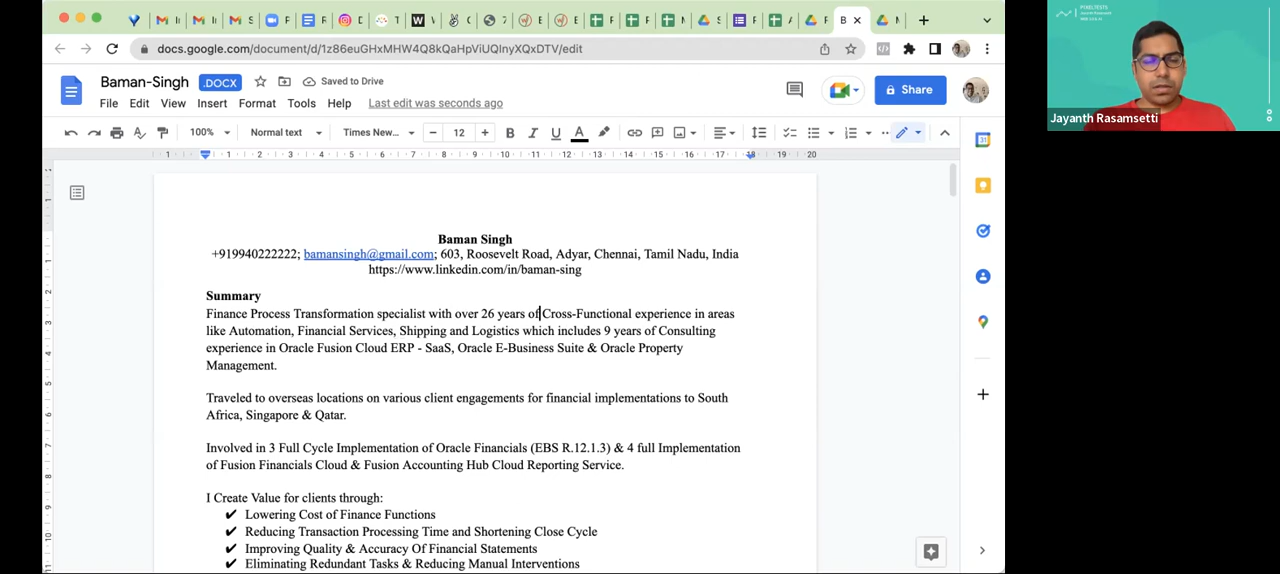 Baman-Singh .DOCX Saved to Drive
File Edit View Insert Format Tools Help Last edit was seconds ago
docs.google.com/document/d/1z86euGHxMHW4Q8kQaHpViUQlnyXQxDTV/edit
Share
100% Normal text Times New... 12
Baman Singh
+919940222222; bamansingh@gmail.com; 603, Roosevelt Road, Adyar, Chennai, Tamil Nadu, India
https://www.linkedin.com/in/baman-sing
Summary
Finance Process Transformation specialist with over 26 years of Cross-Functional experience in areas
like Automation, Financial Services, Shipping and Logistics which includes 9 years of Consulting
experience in Oracle Fusion Cloud ERP - SaaS, Oracle E-Business Suite & Oracle Property
Management.
Traveled to overseas locations on various client engagements for financial implementations to South
Africa, Singapore & Qatar.
Involved in 3 Full Cycle Implementation of Oracle Financials (EBS R.12.1.3) & 4 full Implementation
of Fusion Financials Cloud & Fusion Accounting Hub Cloud Reporting Service.
I Create Value for clients through:
✔ Lowering Cost of Finance Functions
✔ Reducing Transaction Processing Time and Shortening Close Cycle
✔ Improving Quality & Accuracy Of Financial Statements
✔ Eliminating Redundant Tasks & Reducing Manual Interventions
PIXELTESTS
Jayanth Rasamsetti